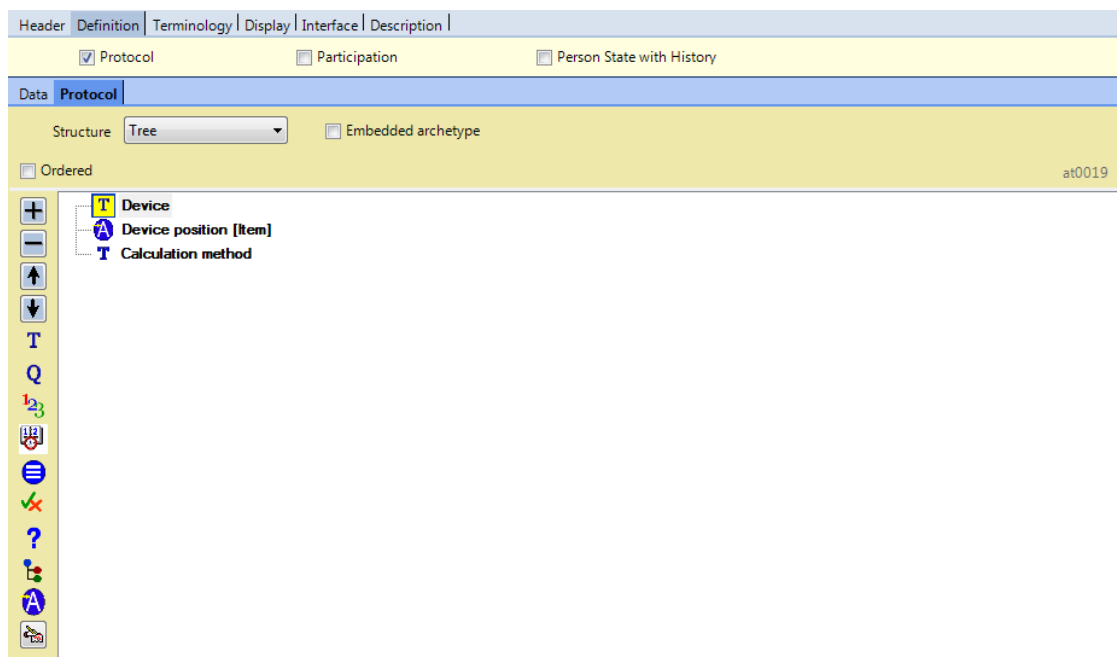 Header Definition Terminology Display Interface Description
Protocol Participation Person State with History
Data Protocol
Structure Tree Embedded archetype
Ordered at0019
T Device
A Device position [Item]
T Calculation method
T
Q
123
?
A